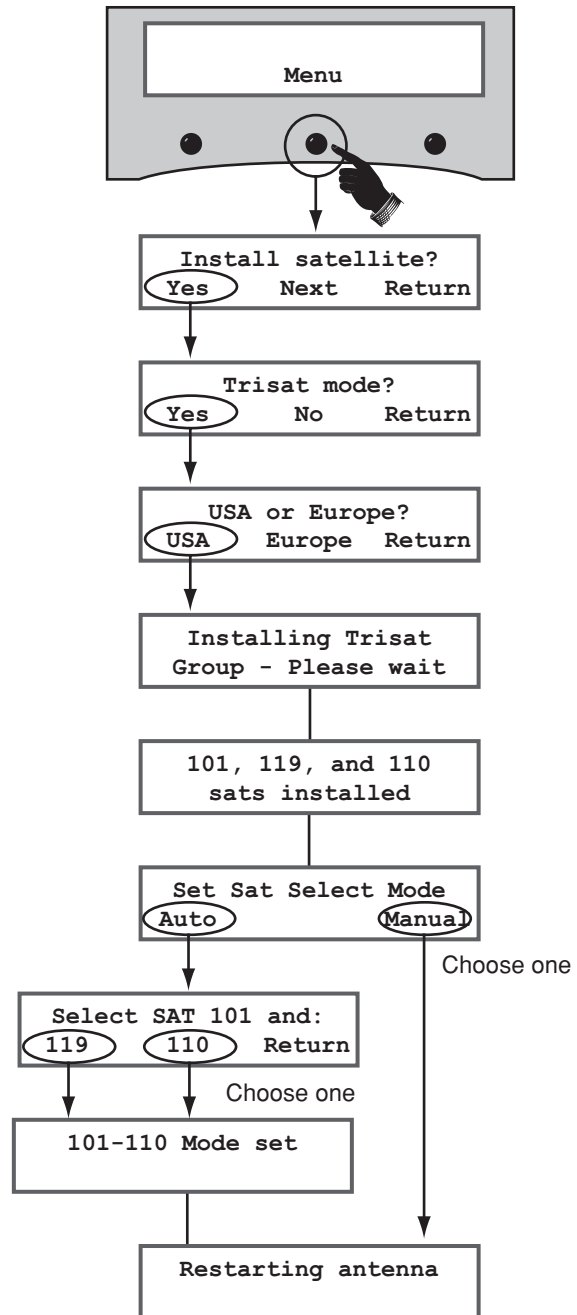 Menu
Install satellite?
Yes Next Return
Trisat mode?
Yes No Return
USA or Europe?
USA Europe Return
Installing Trisat
Group - Please wait
101, 119, and 110
sats installed
Set Sat Select Mode
Auto Manual
Choose one
Select SAT 101 and:
119 110 Return
Choose one
101-110 Mode set
Restarting antenna